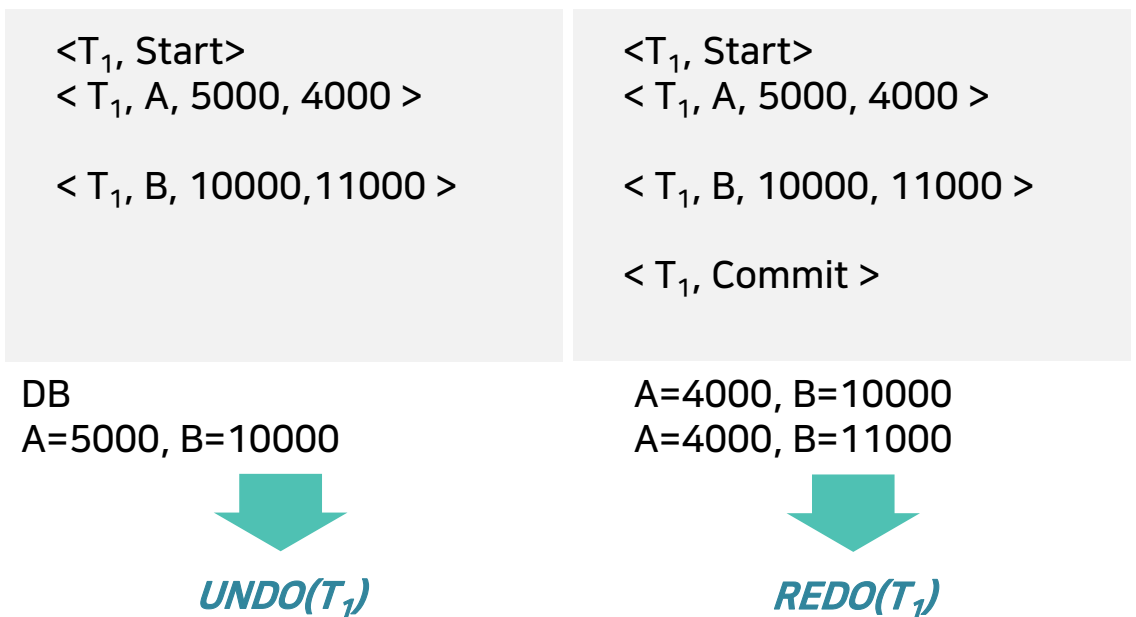 <T₁, Start>
< T₁, A, 5000, 4000 >
< T₁, B, 10000,11000 >
DB
A=5000, B=10000
UNDO(T₁)
<T₁, Start>
< T₁, A, 5000, 4000 >
< T₁, B, 10000, 11000 >
< T₁, Commit >
A=4000, B=10000
A=4000, B=11000
REDO(T₁)